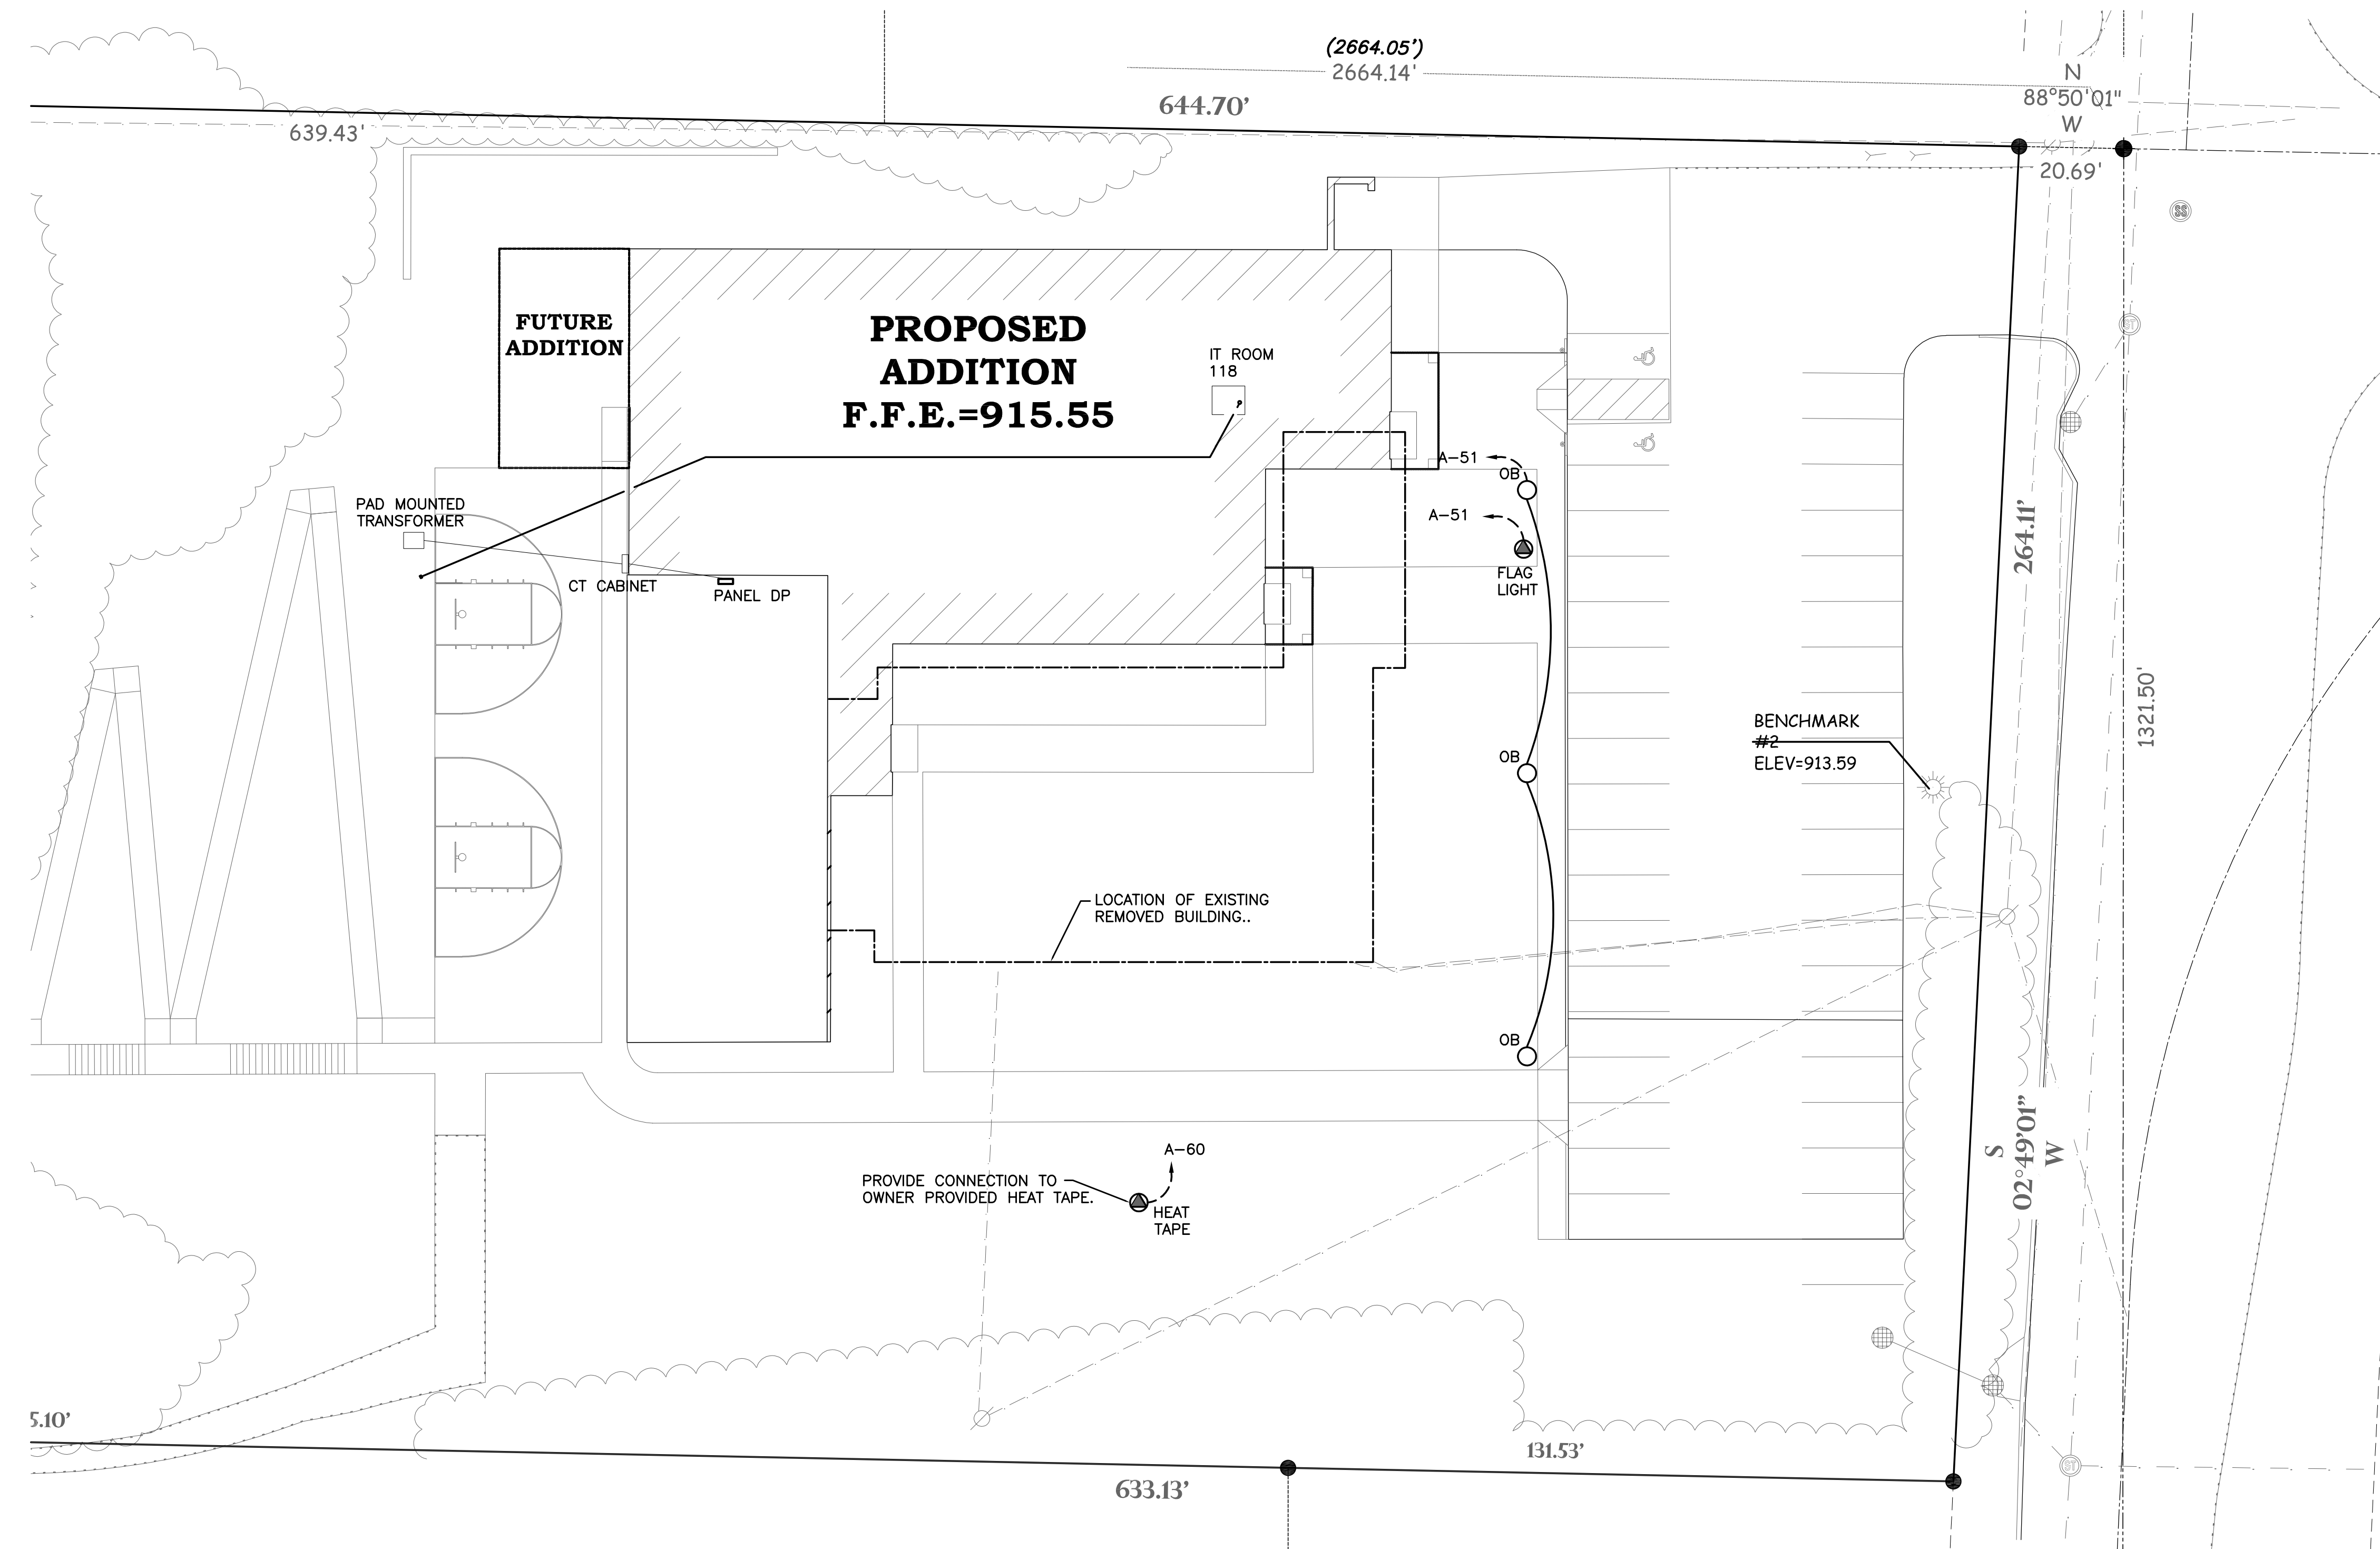 (2664.05')
2664.14'
N
88°50'01"
W
644.70'
639.43'
20.69'
FUTURE
ADDITION
PROPOSED
ADDITION
F.F.E.=915.55
IT ROOM
118
ST
A-51
OB
A-51
FLAG
LIGHT
PAD MOUNTED
TRANSFORMER
CT CABINET
PANEL DP
264.11'
1321.50'
BENCHMARK
#2
ELEV=913.59
OB
LOCATION OF EXISTING
REMOVED BUILDING..
OB
S
02°49'01"
W
A-60
PROVIDE CONNECTION TO
OWNER PROVIDED HEAT TAPE.
HEAT
TAPE
5.10'
131.53'
ST
633.13'